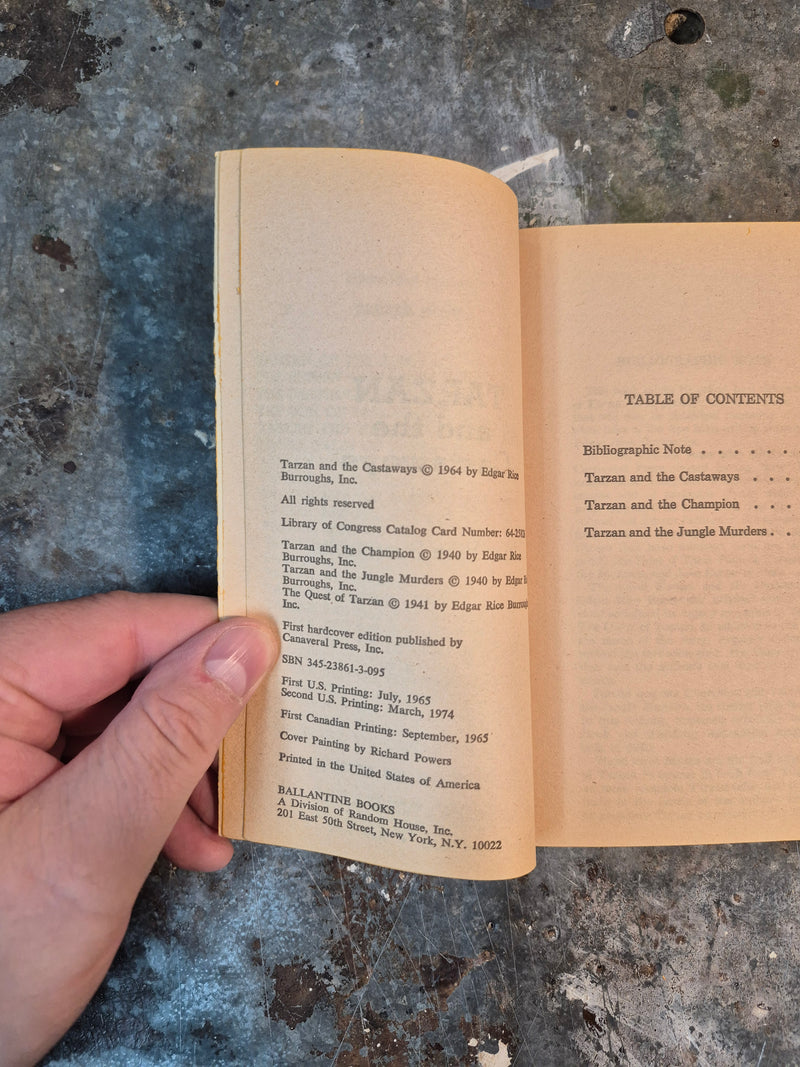 Tarzan and the Castaways © 1964 by Edgar Rice
Burroughs, Inc.
All rights reserved
Library of Congress Catalog Card Number:
Tarzan and the Champion © 1940 by Edgar Rice
Burroughs, Inc.
Tarzan and the Jungle Murders © 1940 by Edgar
Burroughs, Inc.
The Quest of Tarzan © 1941 by Edgar Rice
Inc.
First hardcover edition published by
Canaveral Press, Inc.
SBN 345-23861-3-095
First U.S. Printing: July, 1965
Second U.S. Printing: March, 1974
First Canadian Printing: September, 1965
Cover Painting by Richard Powers
Printed in the United States of America
BALLANTINE BOOKS
A Division of Random House, Inc.
201 East 50th Street, New York, N.Y. 10022
TABLE OF CONTENTS
Bibliographic Note . . . . . . .
Tarzan and the Castaways . . .
Tarzan and the Champion . . .
Tarzan and the Jungle Murders . .